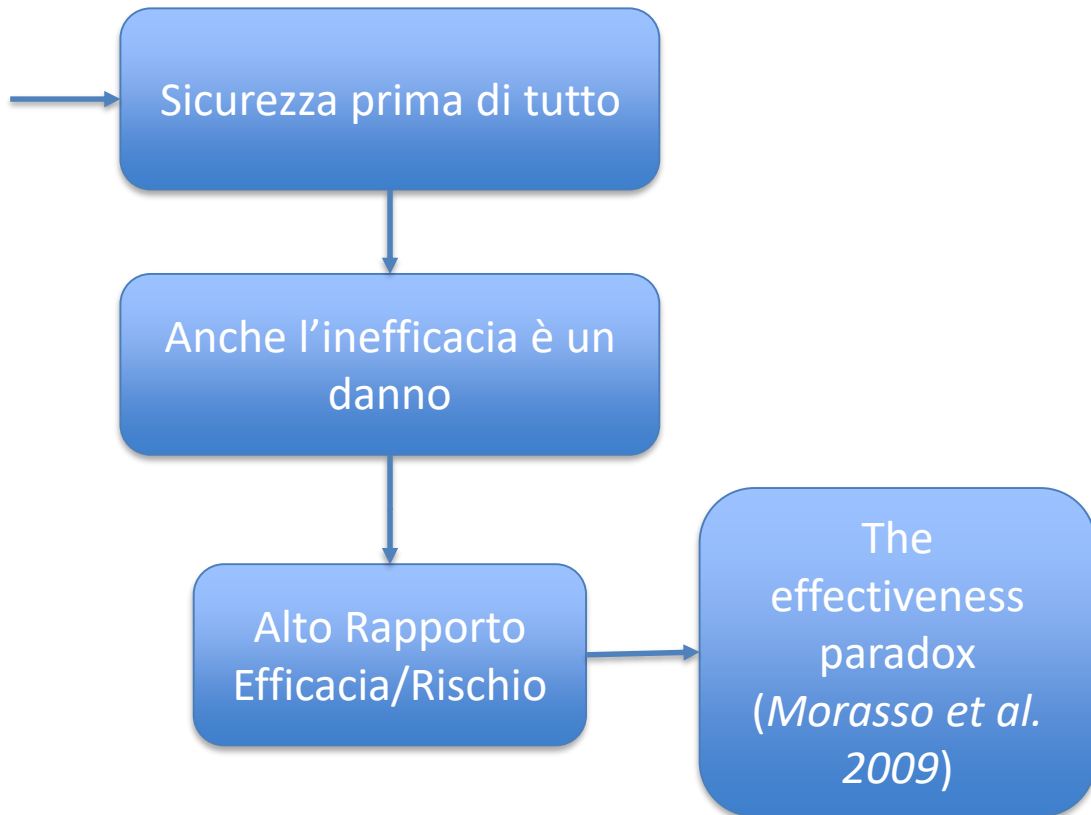 Sicurezza prima di tutto
Anche l’inefficacia è un
danno
Alto Rapporto
Efficacia/Rischio
The
effectiveness
paradox
(Morasso et al.
2009)